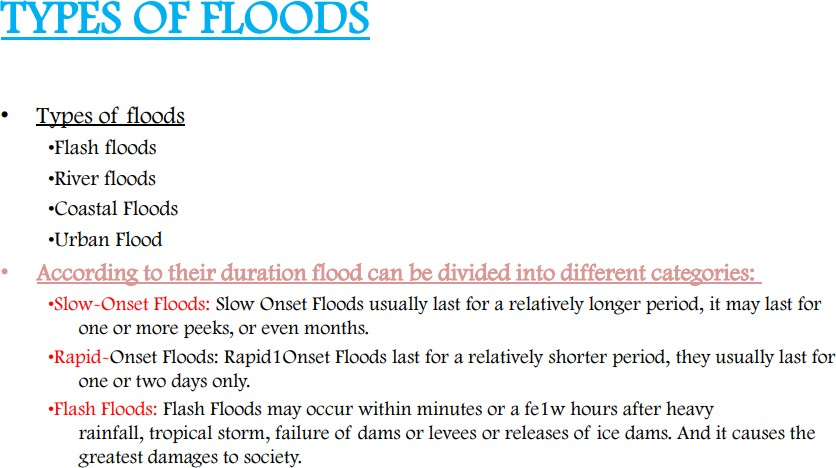 TYPES OF FLOODS
• Types of floods
•Flash floods
•River floods
•Coastal Floods
•Urban Flood
• According to their duration flood can be divided into different categories:
•Slow-Onset Floods: Slow Onset Floods usually last for a relatively longer period, it may last for
one or more peeks, or even months.
•Rapid-Onset Floods: Rapid1Onset Floods last for a relatively shorter period, they usually last for
one or two days only.
•Flash Floods: Flash Floods may occur within minutes or a fe1w hours after heavy
rainfall, tropical storm, failure of dams or levees or releases of ice dams. And it causes the
greatest damages to society.